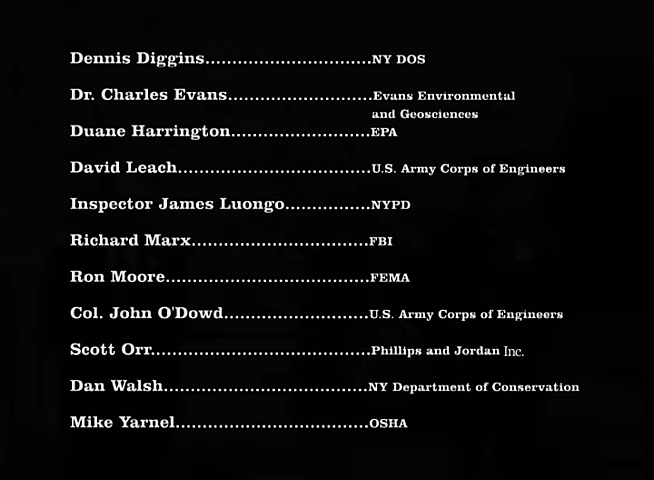 Dennis Diggins...............................NY DOS
Dr. Charles Evans...........................Evans Environmental
and Geosciences
Duane Harrington..........................EPA
David Leach....................................U.S. Army Corps of Engineers
Inspector James Luongo................NYPD
Richard Marx.................................FBI
Ron Moore......................................FEMA
Col. John O'Dowd...........................U.S. Army Corps of Engineers
Scott Orr.........................................Phillips and Jordan Inc.
Dan Walsh......................................NY Department of Conservation
Mike Yarnel....................................OSHA